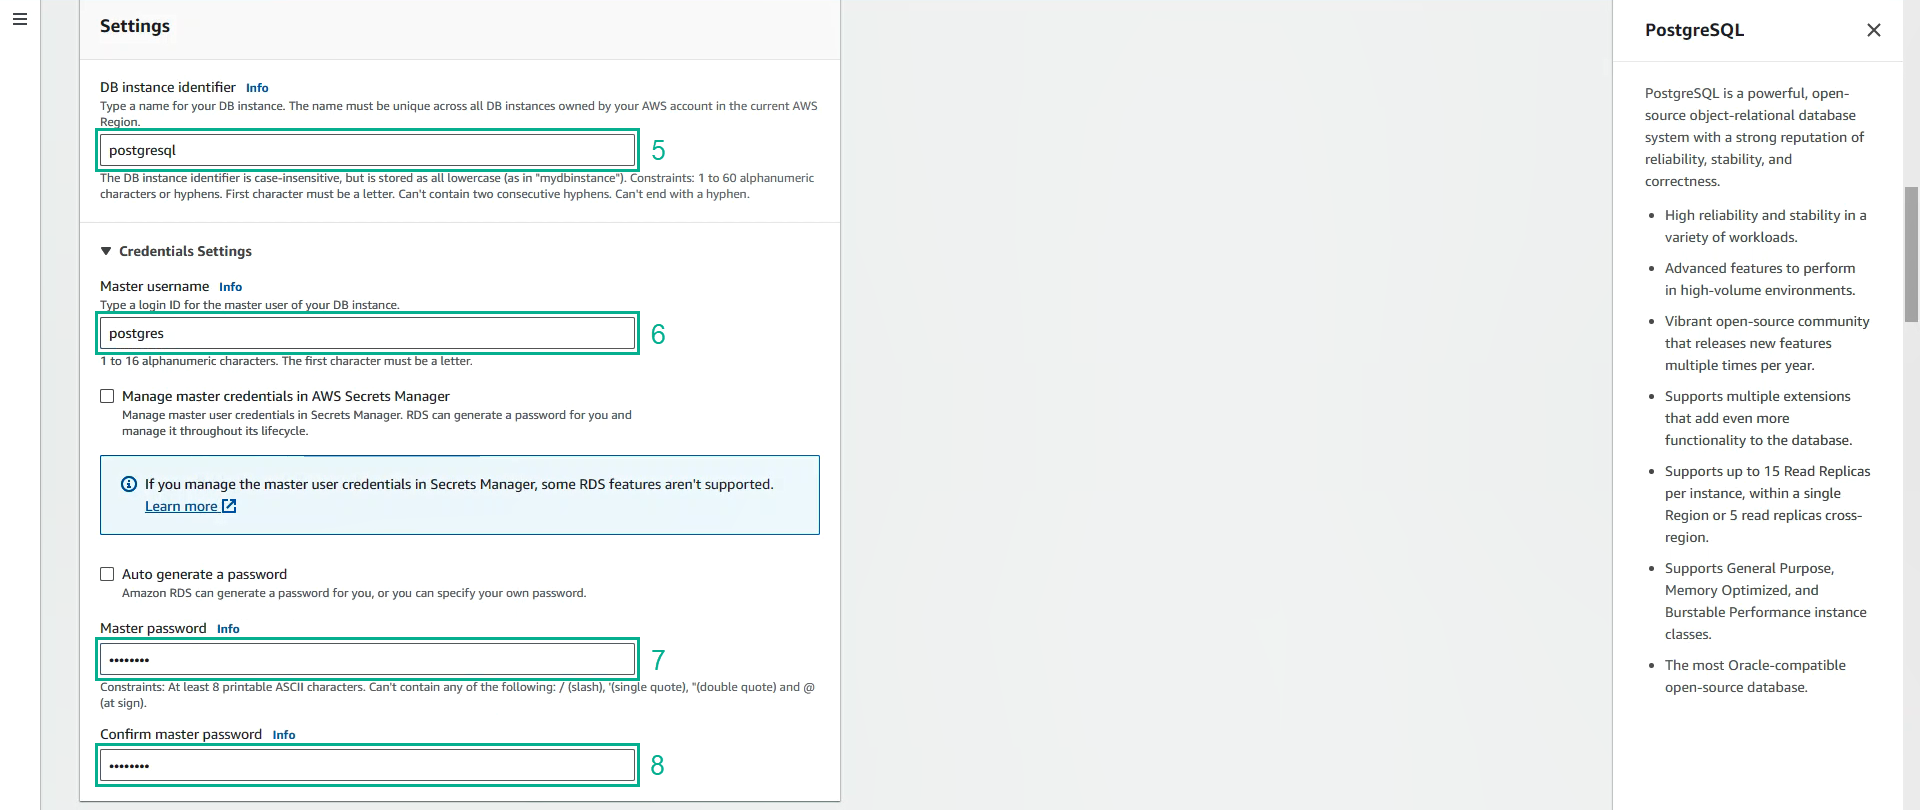 Settings
DB instance identifier Info
Type a name for your DB instance. The name must be unique across all DB instances owned by your AWS account in the current AWS
Region.
postgresql
5
The DB instance identifier is case-insensitive, but is stored as all lowercase (as in "mydbinstance"). Constraints: 1 to 60 alphanumeric
characters or hyphens. First character must be a letter. Can't contain two consecutive hyphens. Can't end with a hyphen.
Credentials Settings
Master username Info
Type a login ID for the master user of your DB instance.
postgres
6
1 to 16 alphanumeric characters. The first character must be a letter.
Manage master credentials in AWS Secrets Manager
Manage master user credentials in Secrets Manager. RDS can generate a password for you and
manage it throughout its lifecycle.
If you manage the master user credentials in Secrets Manager, some RDS features aren't supported.
Learn more
Auto generate a password
Amazon RDS can generate a password for you, or you can specify your own password.
Master password Info
••••••••
7
Constraints: At least 8 printable ASCII characters. Can't contain any of the following: / (slash), '(single quote), "(double quote) and @
(at sign).
Confirm master password Info
••••••••
8
PostgreSQL
PostgreSQL is a powerful, open-
source object-relational database
system with a strong reputation of
reliability, stability, and
correctness.
• High reliability and stability in a
variety of workloads.
• Advanced features to perform
in high-volume environments.
• Vibrant open-source community
that releases new features
multiple times per year.
• Supports multiple extensions
that add even more
functionality to the database.
• Supports up to 15 Read Replicas
per instance, within a single
Region or 5 read replicas cross-
region.
• Supports General Purpose,
Memory Optimized, and
Burstable Performance instance
classes.
• The most Oracle-compatible
open-source database.